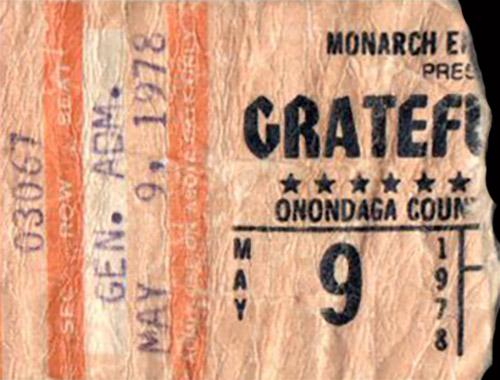 03067
SEC. ROW SEAT
GEN. ADM.
MAY 9, 1978
MONARCH E
PRES
GRATEFU
★ ★ ★ ★ ★ ★
ONONDAGA COUN
MAY 9 1978